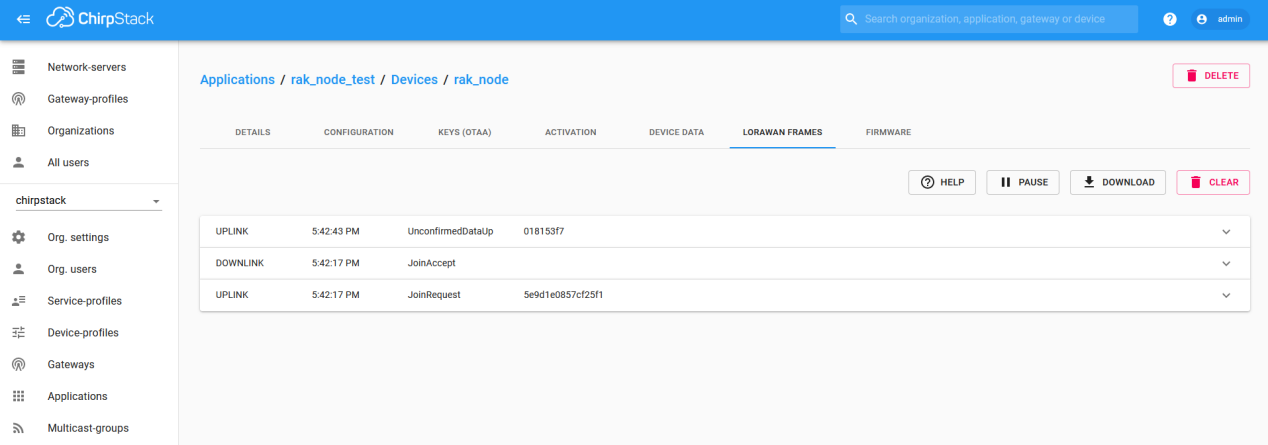 ChirpStack
Search organization, application, gateway or device
? admin
Network-servers
Gateway-profiles
Organizations
All users
chirpstack
Org. settings
Org. users
Service-profiles
Device-profiles
Gateways
Applications
Multicast-groups
Applications / rak_node_test / Devices / rak_node
DELETE
DETAILS CONFIGURATION KEYS (OTAA) ACTIVATION DEVICE DATA LORAWAN FRAMES FIRMWARE
? HELP PAUSE DOWNLOAD CLEAR
UPLINK 5:42:43 PM UnconfirmedDataUp 018153f7
DOWNLINK 5:42:17 PM JoinAccept
UPLINK 5:42:17 PM JoinRequest 5e9d1e0857cf25f1